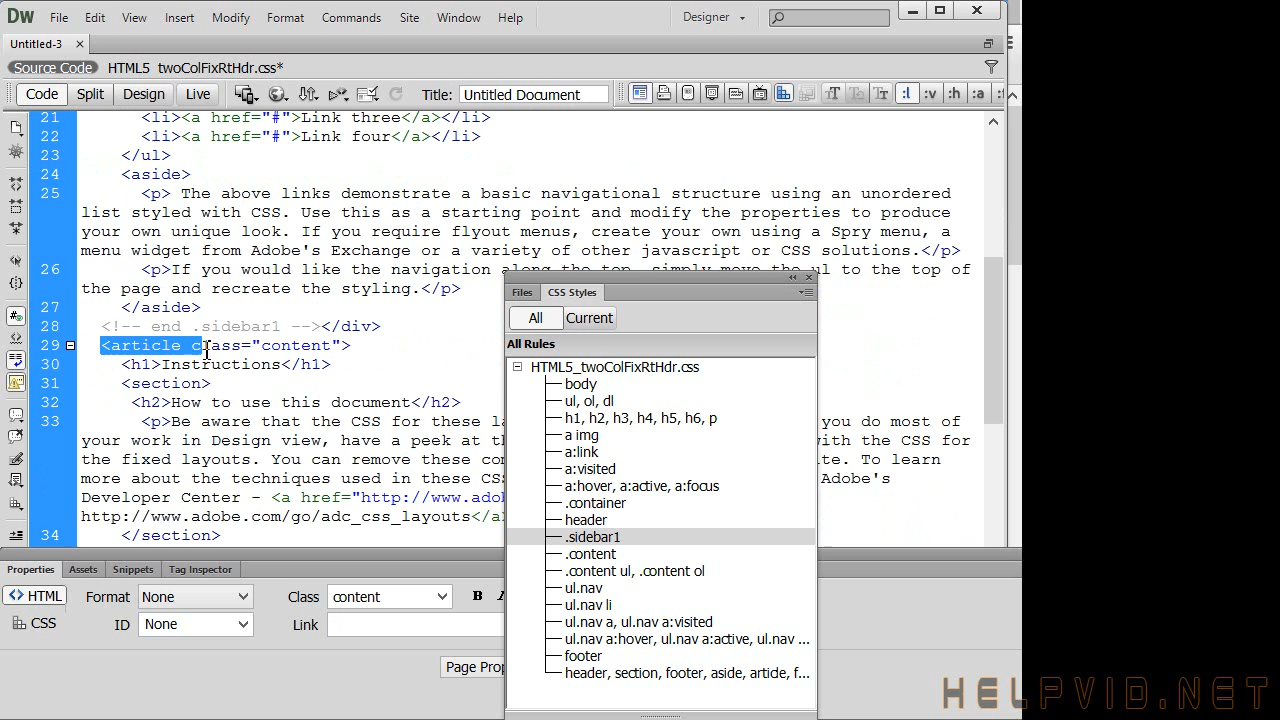 Dw File Edit View Insert Modify Format Commands Site Window Help Designer
Untitled-3
Source Code HTML5_twoColFixRtHdr.css*
Code Split Design Live Title: Untitled Document
21 <li><a href="#">Link three</a></li>
22 <li><a href="#">Link four</a></li>
23 </ul>
24 <aside>
25 <p> The above links demonstrate a basic navigational structure using an unordered
list styled with CSS. Use this as a starting point and modify the properties to produce
your own unique look. If you require flyout menus, create your own using a Spry menu, a
menu widget from Adobe's Exchange or a variety of other javascript or CSS solutions.</p>
26 <p>If you would like the navigation along the top, simply move the ul to the top of
the page and recreate the styling.</p>
27 </aside>
28 <!-- end .sidebar1 --></div>
29 <article class="content">
30 <h1>Instructions</h1>
31 <section>
32 <h2>How to use this document</h2>
33 <p>Be aware that the CSS for these la you do most of
your work in Design view, have a peek at th with the CSS for
the fixed layouts. You can remove these com te. To learn
more about the techniques used in these CSS Adobe's
Developer Center - <a href="http://www.adob
http://www.adobe.com/go/adc_css_layouts</a
34 </section>
Files CSS Styles
All Current
All Rules
HTML5_twoColFixRtHdr.css
body
ul, ol, dl
h1, h2, h3, h4, h5, h6, p
a img
a:link
a:visited
a:hover, a:active, a:focus
.container
header
.sidebar1
.content
.content ul, .content ol
ul.nav
ul.nav li
ul.nav a, ul.nav a:visited
ul.nav a:hover, ul.nav a:active, ul.nav ...
footer
header, section, footer, aside, article, f...
Properties Assets Snippets Tag Inspector
<> HTML Format None Class content B I
CSS ID None Link
Page Prop
HELPVID.NET